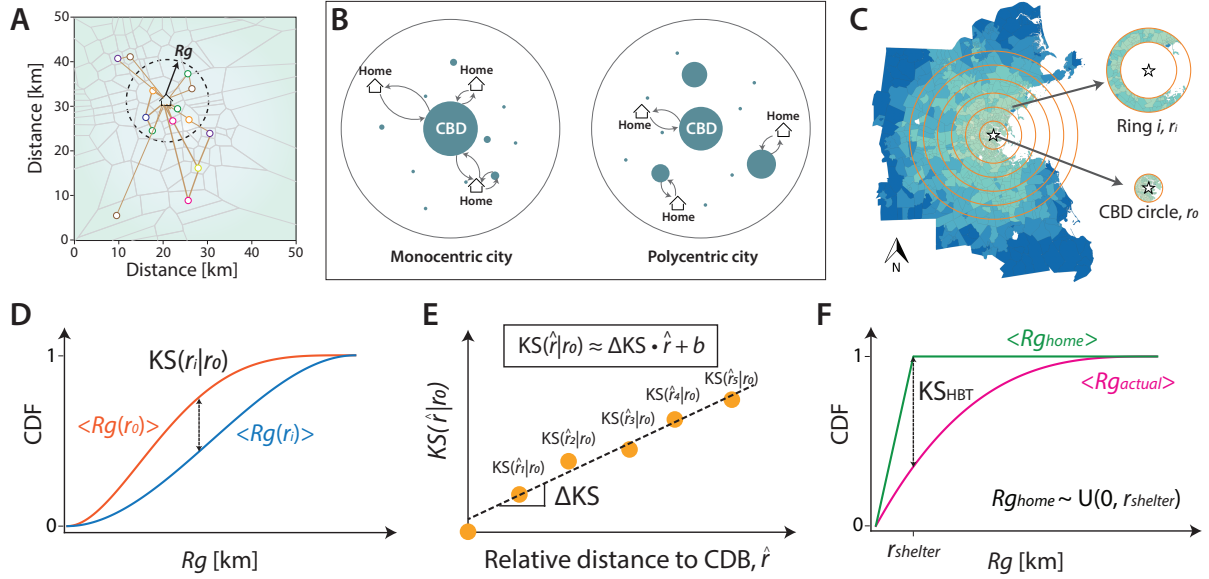 A
50
40
30
20
10
0
0
10
20
30
40
50
Distance [km]
Distance [km]
Rg
B
Home
Home
CBD
Home
Monocentric city
Home
CBD
Home
Home
Polycentric city
C
Ring i, ri
CBD circle, r0
N
D
1
0
CDF
KS(ri|r0)
<Rg(r0)>
<Rg(ri)>
Rg [km]
E
KS(r̂|r0) ≈ ΔKS • r̂ + b
KS(r̂|r0)
KS(r̂1|r0)
KS(r̂2|r0)
KS(r̂3|r0)
KS(r̂4|r0)
KS(r̂5|r0)
ΔKS
Relative distance to CDB, r̂
F
1
0
CDF
<Rghome>
KSHBT
<Rgactual>
Rghome ~ U(0, rshelter)
rshelter
Rg [km]